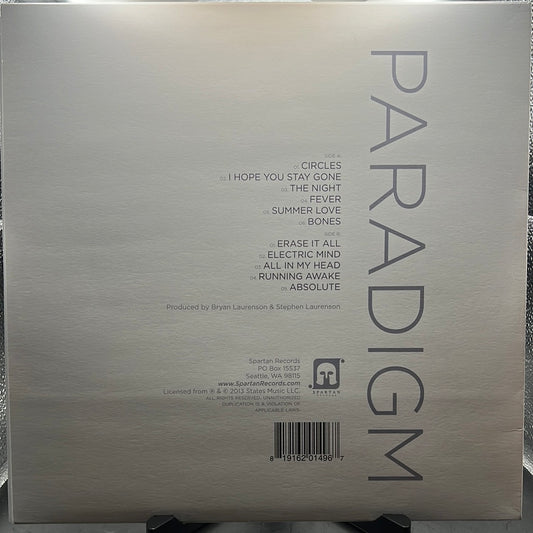 PARADIGM
SIDE A:
01. CIRCLES
02. I HOPE YOU STAY GONE
03. THE NIGHT
04. FEVER
05. SUMMER LOVE
06. BONES
SIDE B:
01. ERASE IT ALL
02. ELECTRIC MIND
03. ALL IN MY HEAD
04. RUNNING AWAKE
05. ABSOLUTE
Produced by Bryan Laurenson & Stephen Laurenson
Spartan Records
PO Box 15537
Seattle, WA 98115
www.SpartanRecords.com
Licensed from ℗ & © 2013 States Music LLC.
ALL RIGHTS RESERVED. UNAUTHORIZED
DUPLICATION IS A VIOLATION OF
APPLICABLE LAWS.
SPARTAN
8 19162 01496 7